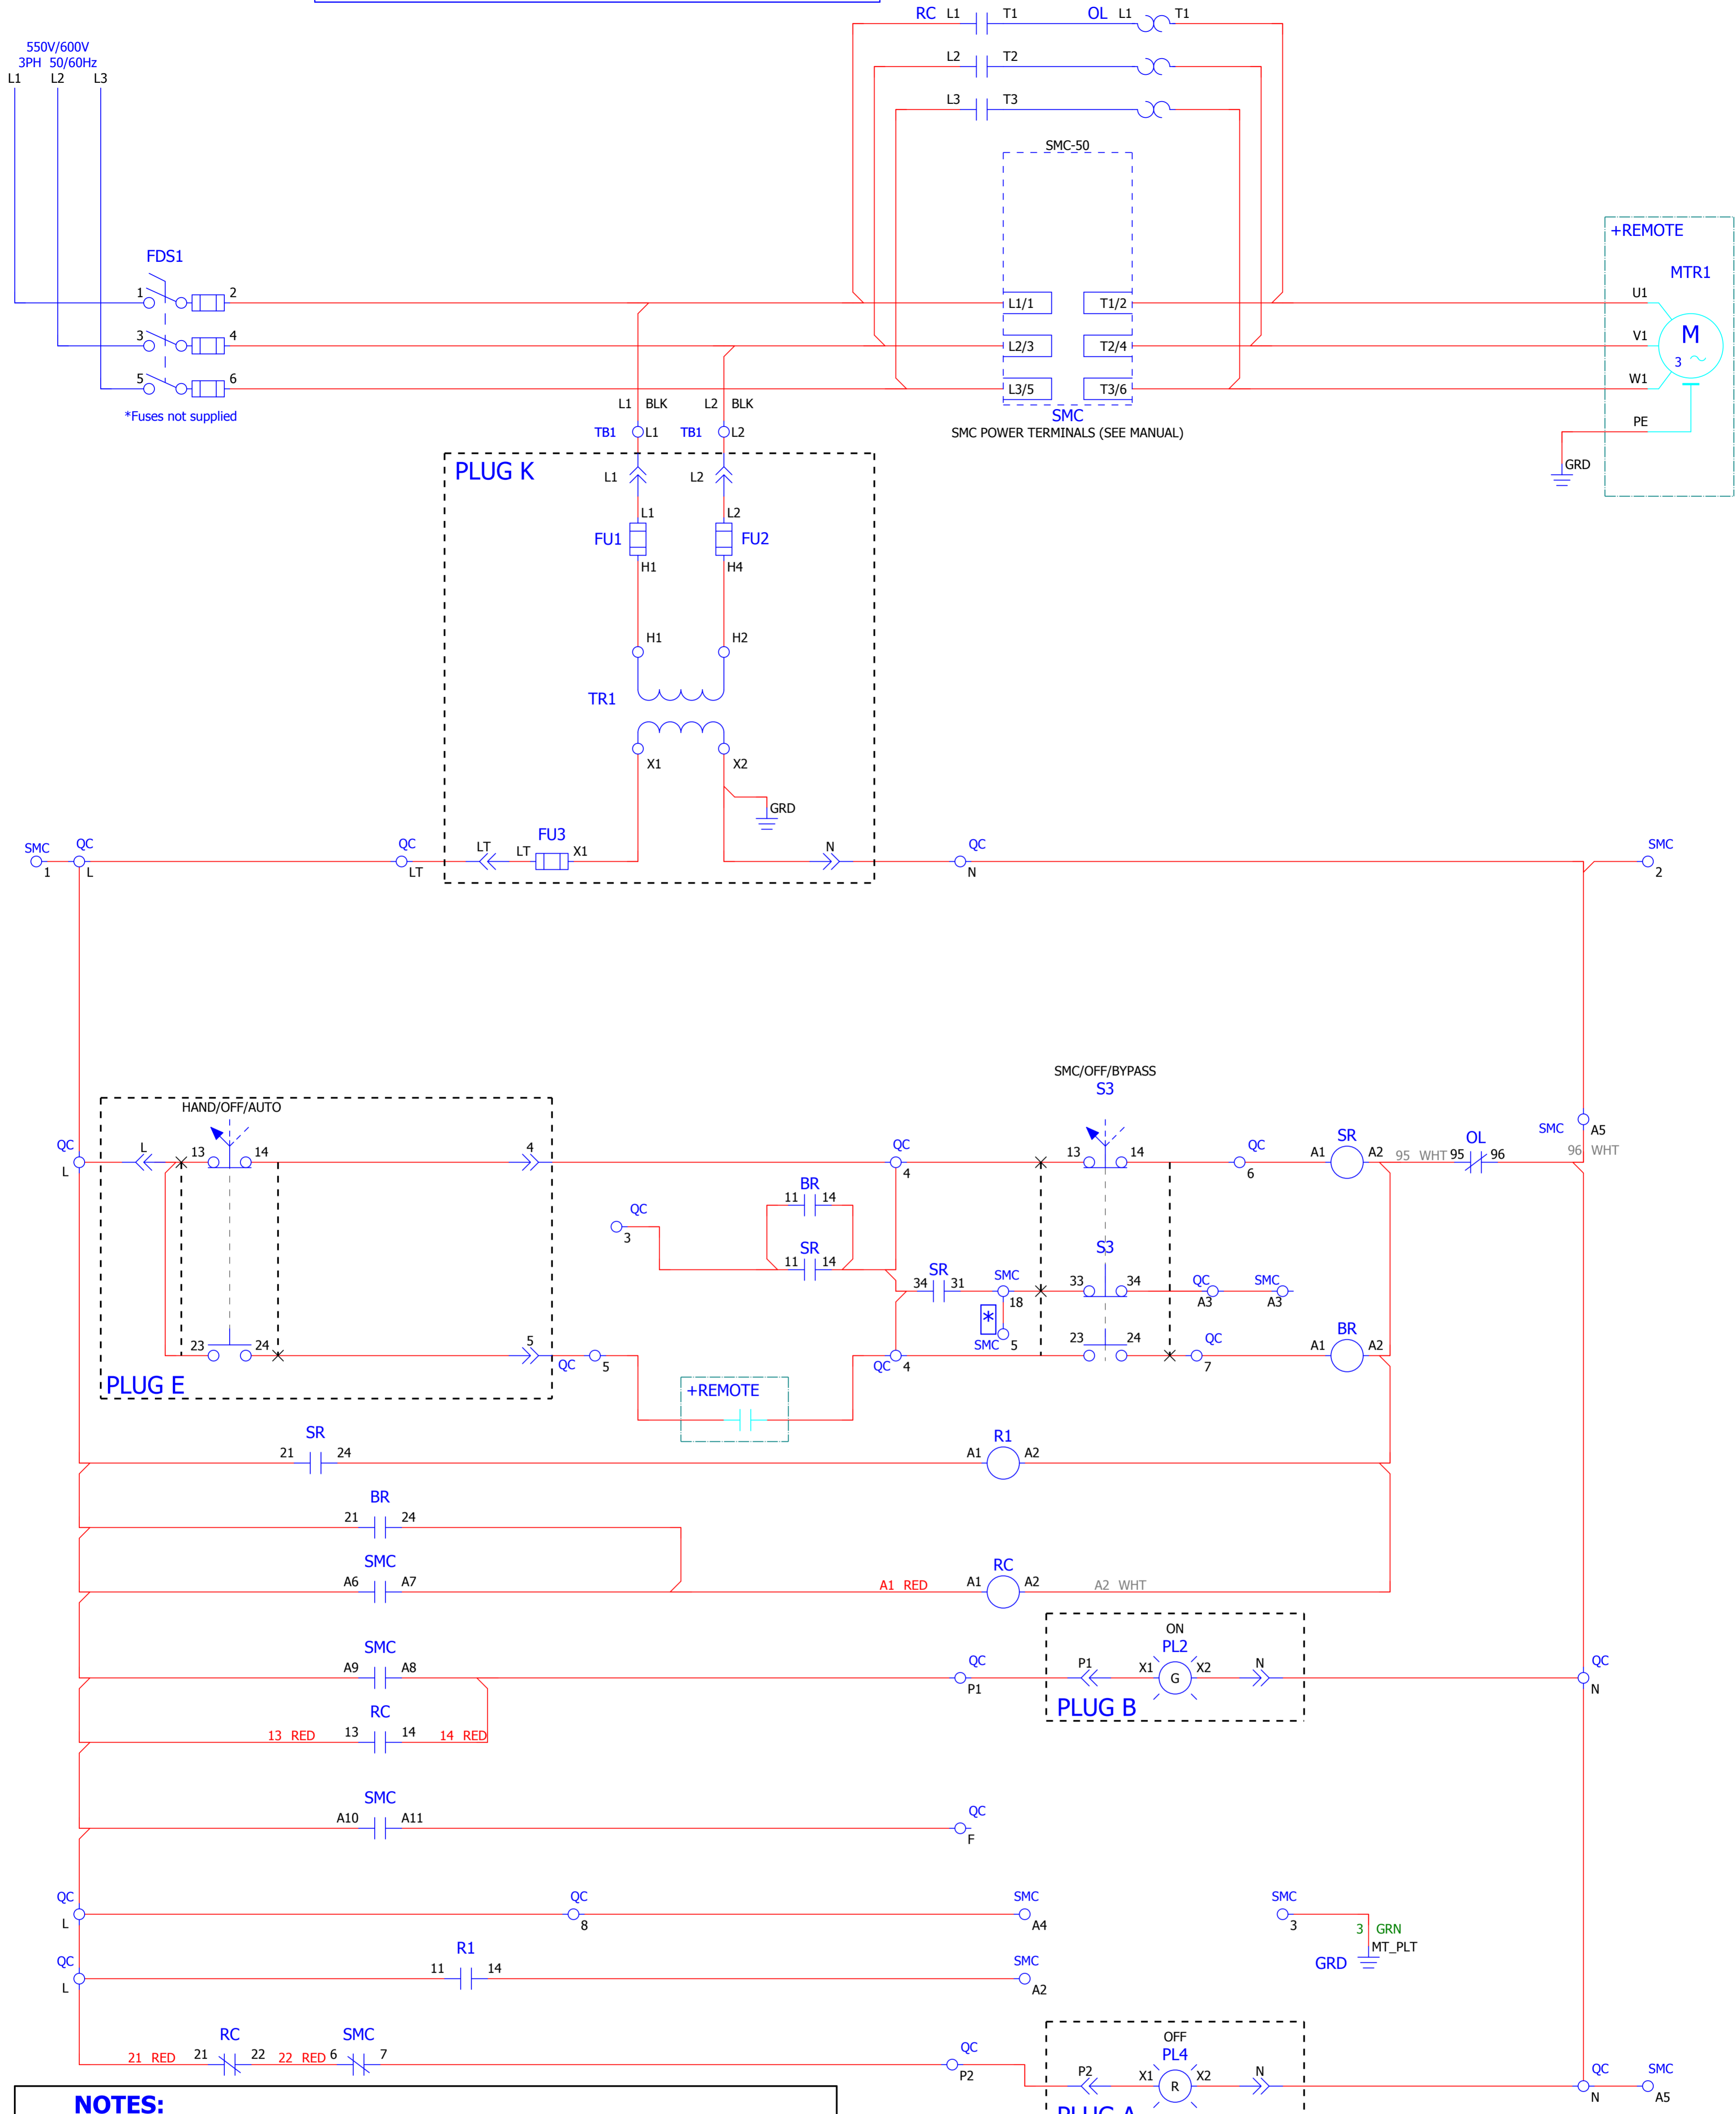 RC L1 T1 OL L1 T1
550V/600V
3PH 50/60Hz
L1 L2 L3
L2 T2
L3 T3
SMC-50
+REMOTE
MTR1
FDS1
1 2 L1/1 T1/2 U1
3 4 L2/3 T2/4 V1
M
3
5 6 L3/5 T3/6 W1
*Fuses not supplied
L1 BLK L2 BLK
SMC
PE
TB1 L1 TB1 L2
SMC POWER TERMINALS (SEE MANUAL)
GRD
PLUG K
L1 L2
L1 L2
FU1 FU2
H1 H4
H1 H2
TR1
X1 X2
GRD
SMC QC QC FU3 QC SMC
LT LT X1 N
1 L LT N 2
SMC/OFF/BYPASS
S3
HAND/OFF/AUTO
SMC A5
QC L 13 14 4 QC 13 14 QC SR A1 A2 95 WHT OL 95 96 96 WHT
L 4 6
BR
11 14
QC
3
SR
11 14
S3
SR
34 31 SMC 33 34 QC SMC
18 A3 A3
*
SMC 5
23 24 5 QC 5 QC 4 23 24 QC 7 BR A1 A2
PLUG E
+REMOTE
SR
21 24
R1
A1 A2
BR
21 24
SMC
A6 A7
RC
A1 RED A1 A2 A2 WHT
ON
PL2
SMC
A9 A8
QC P1 P1 X1 G X2 N QC N
PLUG B
RC
13 RED 13 14 14 RED
SMC
A10 A11
QC
F
QC QC SMC SMC
L 8 A4 3
3 GRN
MT_PLT
GRD
QC R1 SMC
11 14
L A2
OFF
PL4
RC SMC
21 RED 21 22 22 RED 6 7
QC
P2 P2 X1 R X2 N QC SMC
N A5
NOTES:
PLUG A